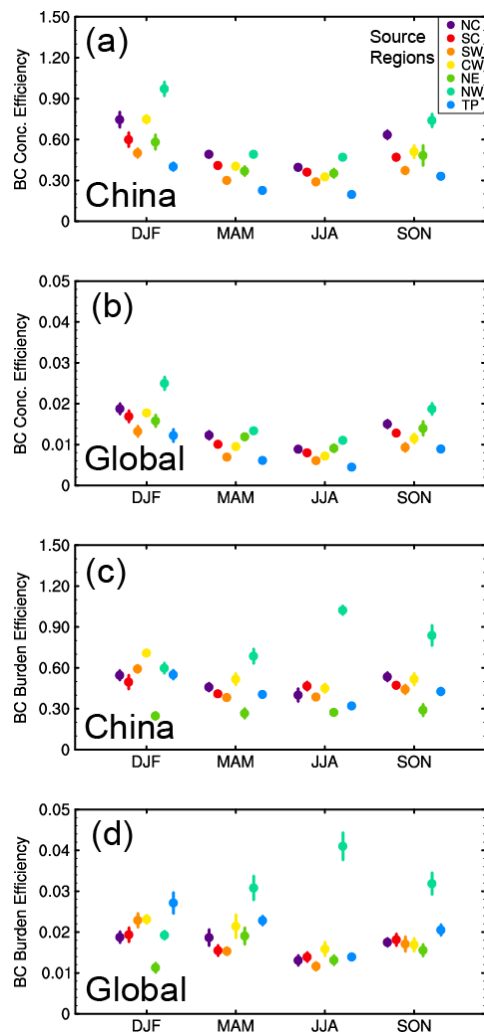 (a)
Source
Regions
NC
SC
SW
CW
NE
NW
TP
BC Conc. Efficiency
1.50
1.20
0.90
0.60
0.30
0
China
DJF MAM JJA SON
(b)
BC Conc. Efficiency
0.05
0.04
0.03
0.02
0.01
0
Global
DJF MAM JJA SON
(c)
BC Burden Efficiency
1.50
1.20
0.90
0.60
0.30
0
China
DJF MAM JJA SON
(d)
BC Burden Efficiency
0.05
0.04
0.03
0.02
0.01
0
Global
DJF MAM JJA SON